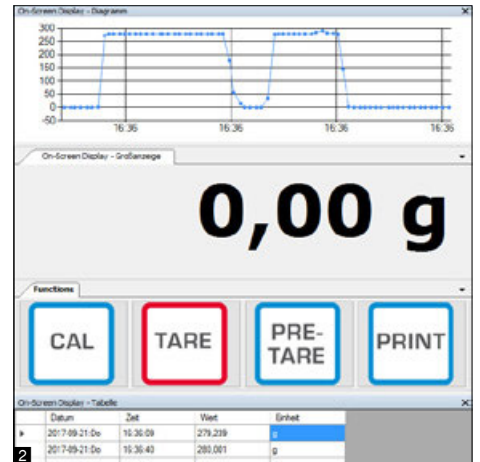 On-Screen Display - Diagramm
300
250
200
150
100
50
0
-50
16:36 16:36 16:36 16:36
On-Screen Display - Großanzeige
0,00 g
Functions
CAL TARE PRE-TARE PRINT
On-Screen Display - Tabelle
Datum Zeit Wert Einheit
2017-09-21:Do 16:36:09 279,239 g
2017-09-21:Do 16:36:40 280,001 g
2